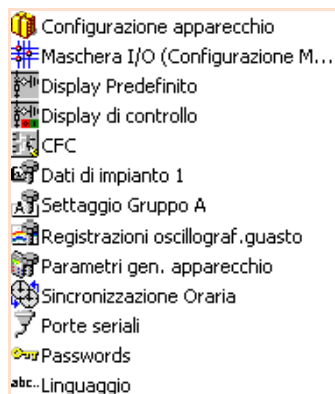 Configurazione apparecchio
Maschera I/O (Configurazione M...
Display Predefinito
Display di controllo
CFC
Dati di impianto 1
Settaggio Gruppo A
Registrazioni oscillograf.guasto
Parametri gen. apparecchio
Sincronizzazione Oraria
Porte seriali
Passwords
abc.. Linguaggio